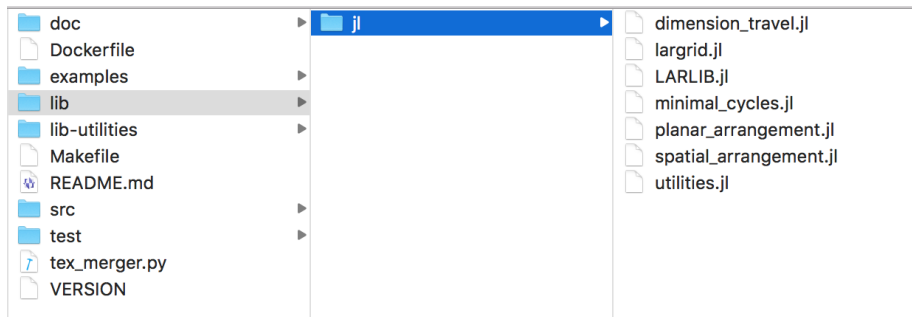 doc
Dockerfile
examples
lib
lib-utilities
Makefile
README.md
src
test
tex_merger.py
VERSION
jl
dimension_travel.jl
largrid.jl
LARLIB.jl
minimal_cycles.jl
planar_arrangement.jl
spatial_arrangement.jl
utilities.jl